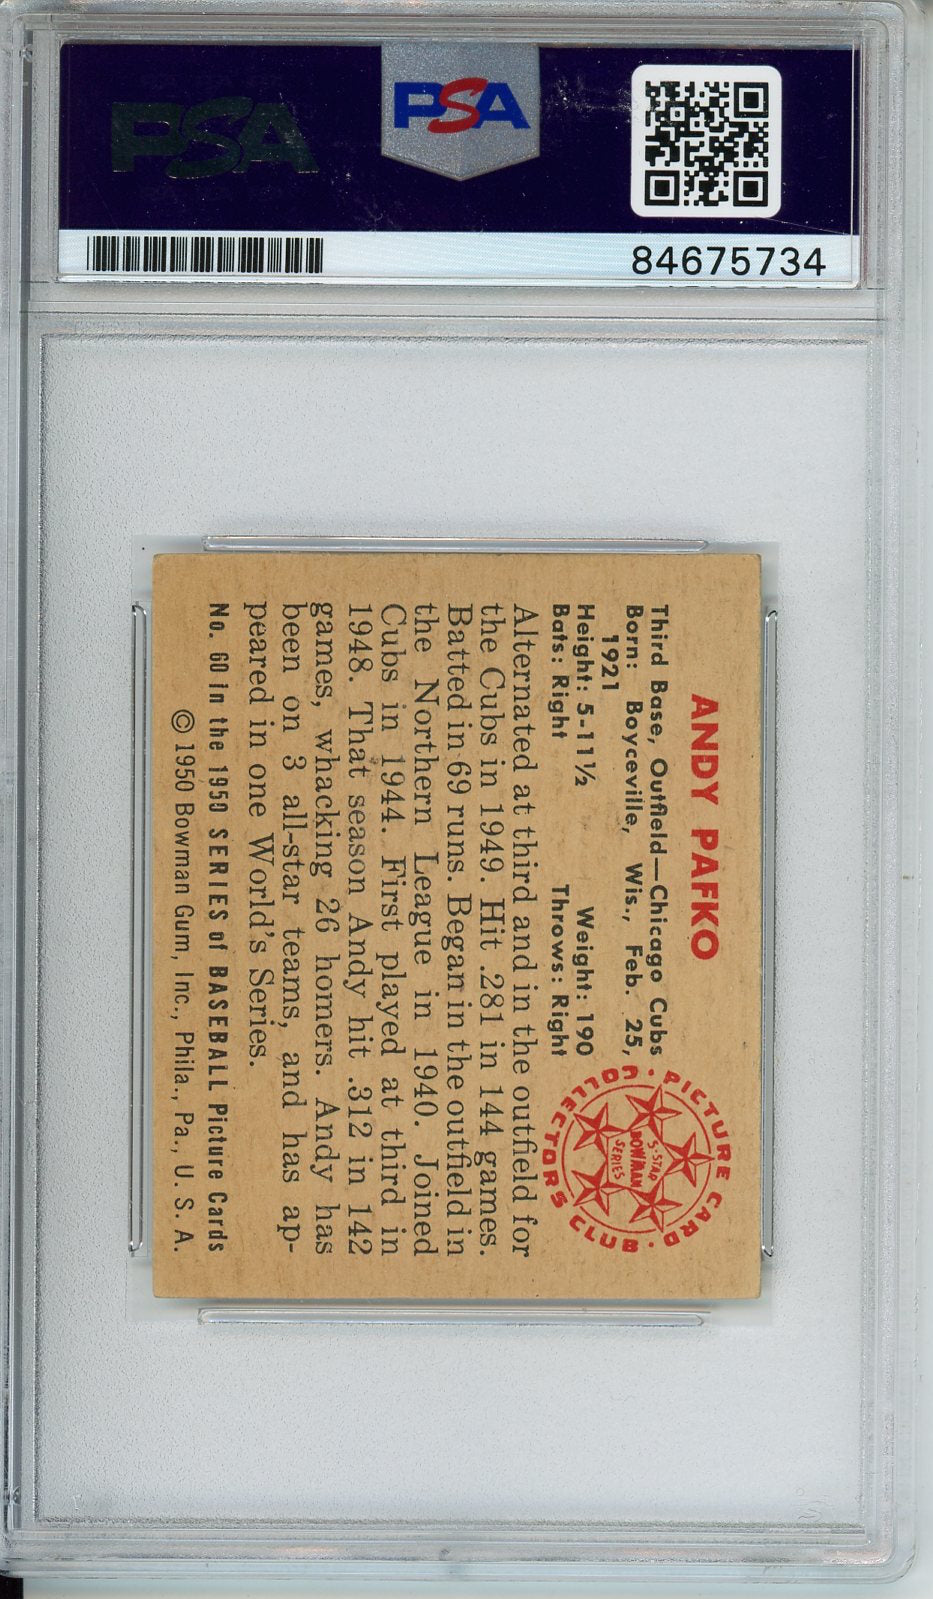 PSA
PSA
84675734
ANDY PAFKO
Third Base, Outfield—Chicago Cubs
Born: Boyceville, Wis., Feb. 25,
1921
Height: 5-11½ Weight: 190
Bats: Right Throws: Right
Alternated at third and in the outfield for
the Cubs in 1949. Hit .281 in 144 games.
Batted in 69 runs. Began in the outfield in
the Northern League in 1940. Joined
Cubs in 1944. First played at third in
1948. That season Andy hit .312 in 142
games, whacking 26 homers. Andy has
been on 3 all-star teams, and has ap-
peared in one World's Series.
No. 60 in the 1950 SERIES of BASEBALL Picture Cards
© 1950 Bowman Gum, Inc., Phila., Pa., U. S. A.
· PICTURE CARD ·
CLUB
COLLECTORS
5-STAR
BOWMAN
SERIES